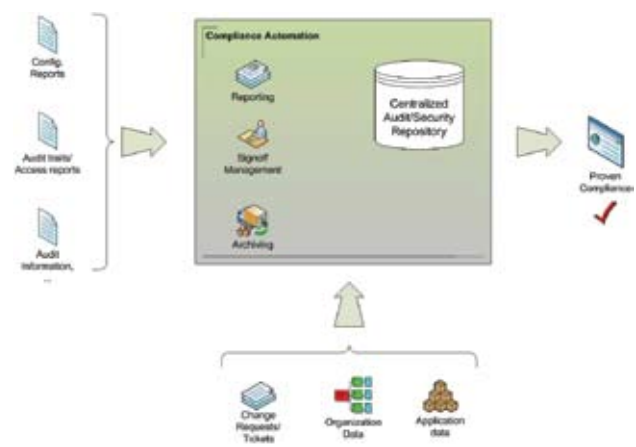 Config.
Reports
Audit trails/
Access reports
Audit
Information,
...
Compliance Automation
Reporting
Signoff
Management
Archiving
Centralized
Audit/Security
Repository
Proven
Compliance
Change
Requests/
Tickets
Organization
Data
Application
data